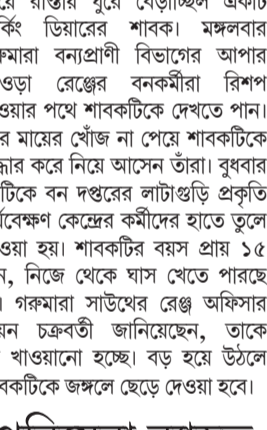 রাস্তার ঘুরে বেড়াচ্ছিল একটি
র্কিং ডিয়ারের শাবক। মঙ্গলবার
রুমারা বন্যপ্রাণী বিভাগের আপার
ওড়া রেঞ্জের বনকর্মীরা রিশপ
ওয়ার পথে শাবকটিকে দেখতে পান।
র মায়ের খোঁজ না পেয়ে শাবকটিকে
দ্ধার করে নিয়ে আসেন তাঁরা। বুধবার
টিকে বন দপ্তরের লাটাগুড়ি প্রকৃতি
র্যবেক্ষণ কেন্দ্রের কর্মীদের হাতে তুলে
ওয়া হয়। শাবকটির বয়স প্রায় ১৫
ন, নিজে থেকে ঘাস খেতে পারছে
। গরুমারা সাউথের রেঞ্জ অফিসার
য়ন চক্রবর্তী জানিয়েছেন, তাকে
খাওয়ানো হচ্ছে। বড় হয়ে উঠলে
বকটিকে জঙ্গলে ছেড়ে দেওয়া হবে।